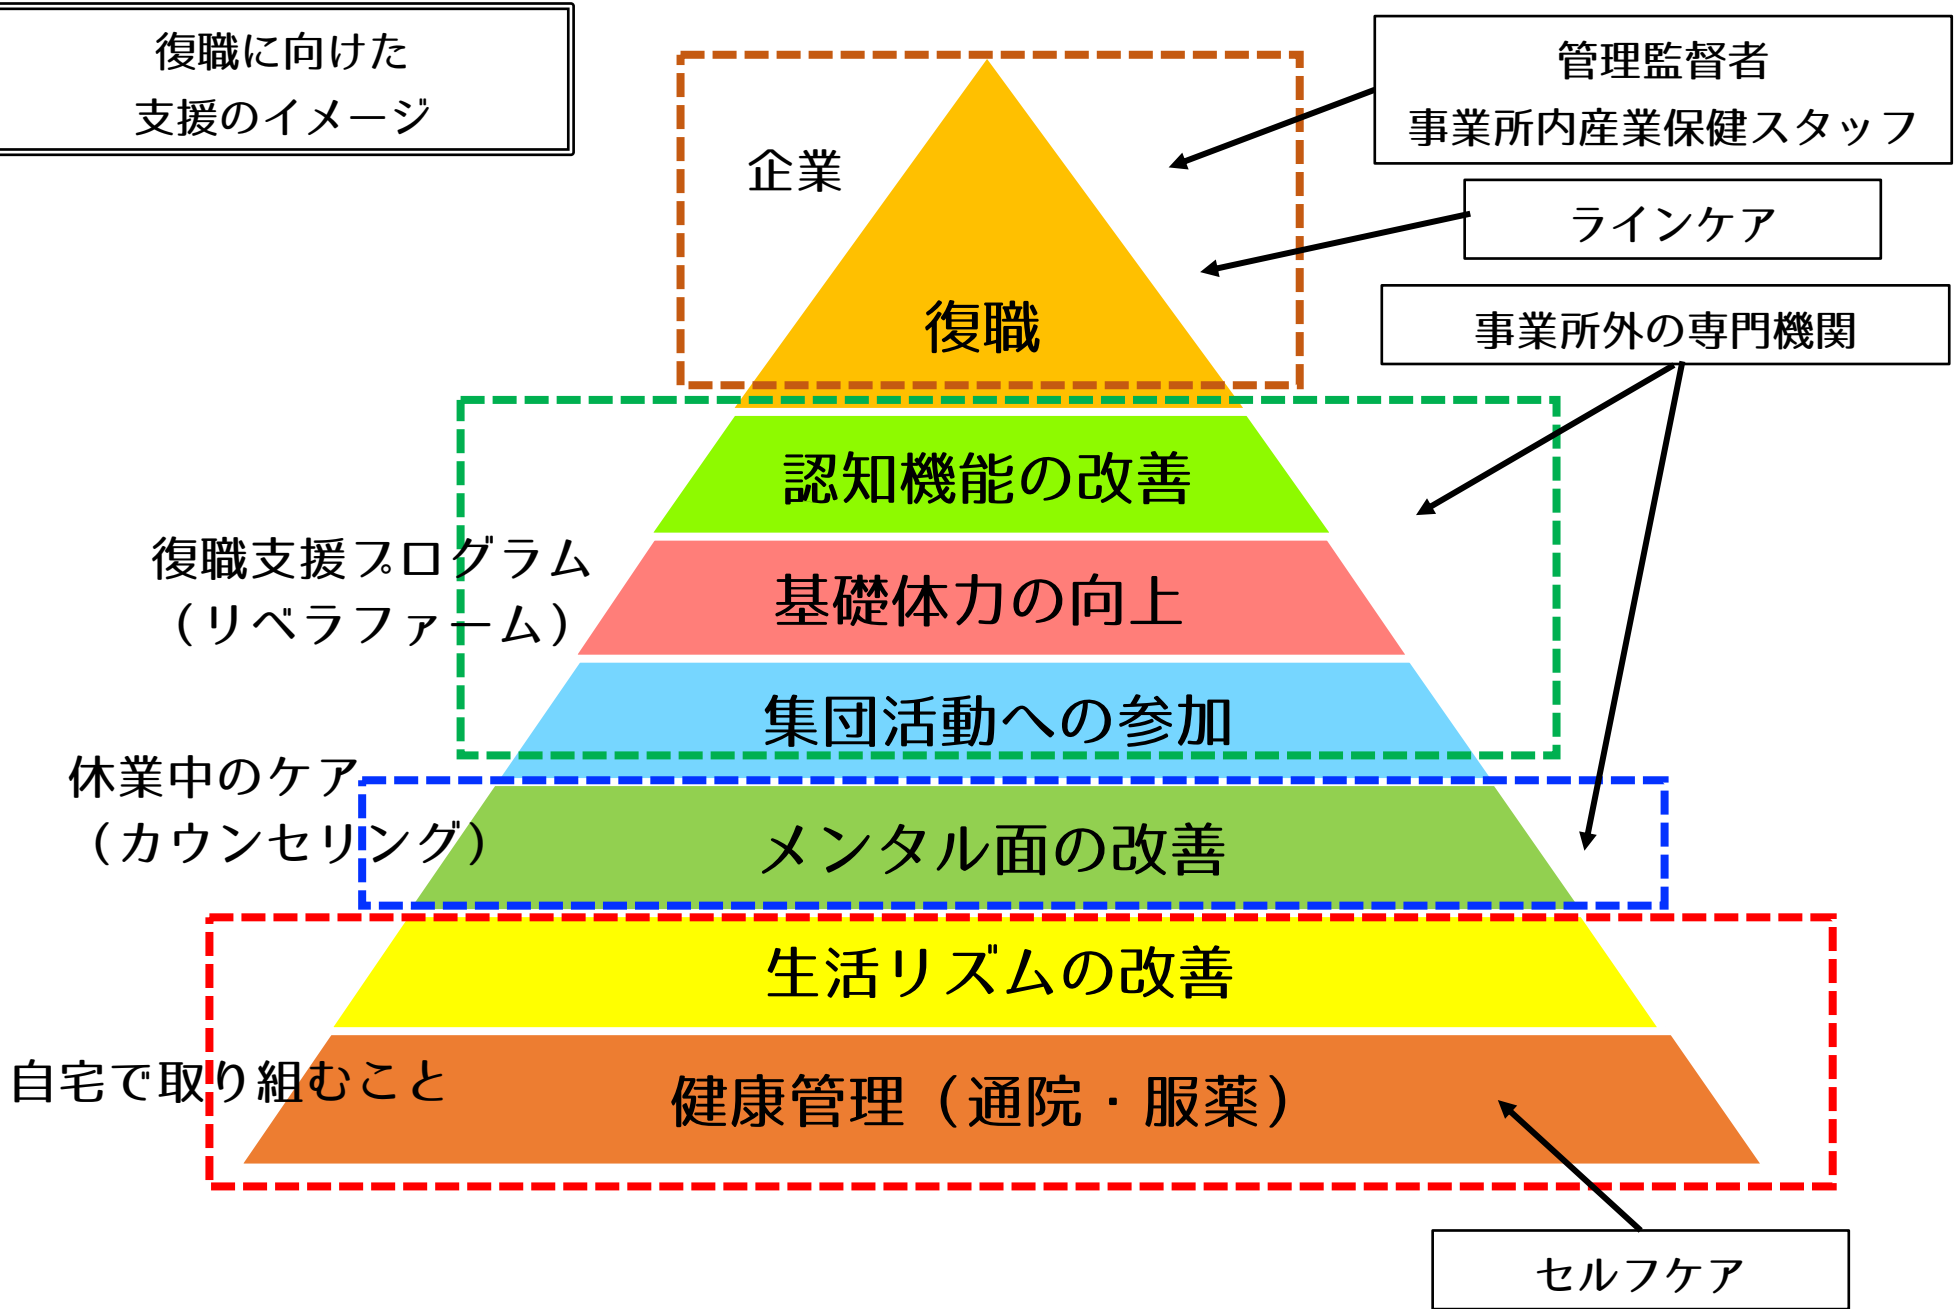 復職に向けた
支援のイメージ
管理監督者
事業所内産業保健スタッフ
企業
ラインケア
復職
事業所外の専門機関
認知機能の改善
復職支援プログラム
（リベラファーム）
基礎体力の向上
集団活動への参加
休業中のケア
（カウンセリング）
メンタル面の改善
生活リズムの改善
自宅で取り組むこと
健康管理（通院・服薬）
セルフケア